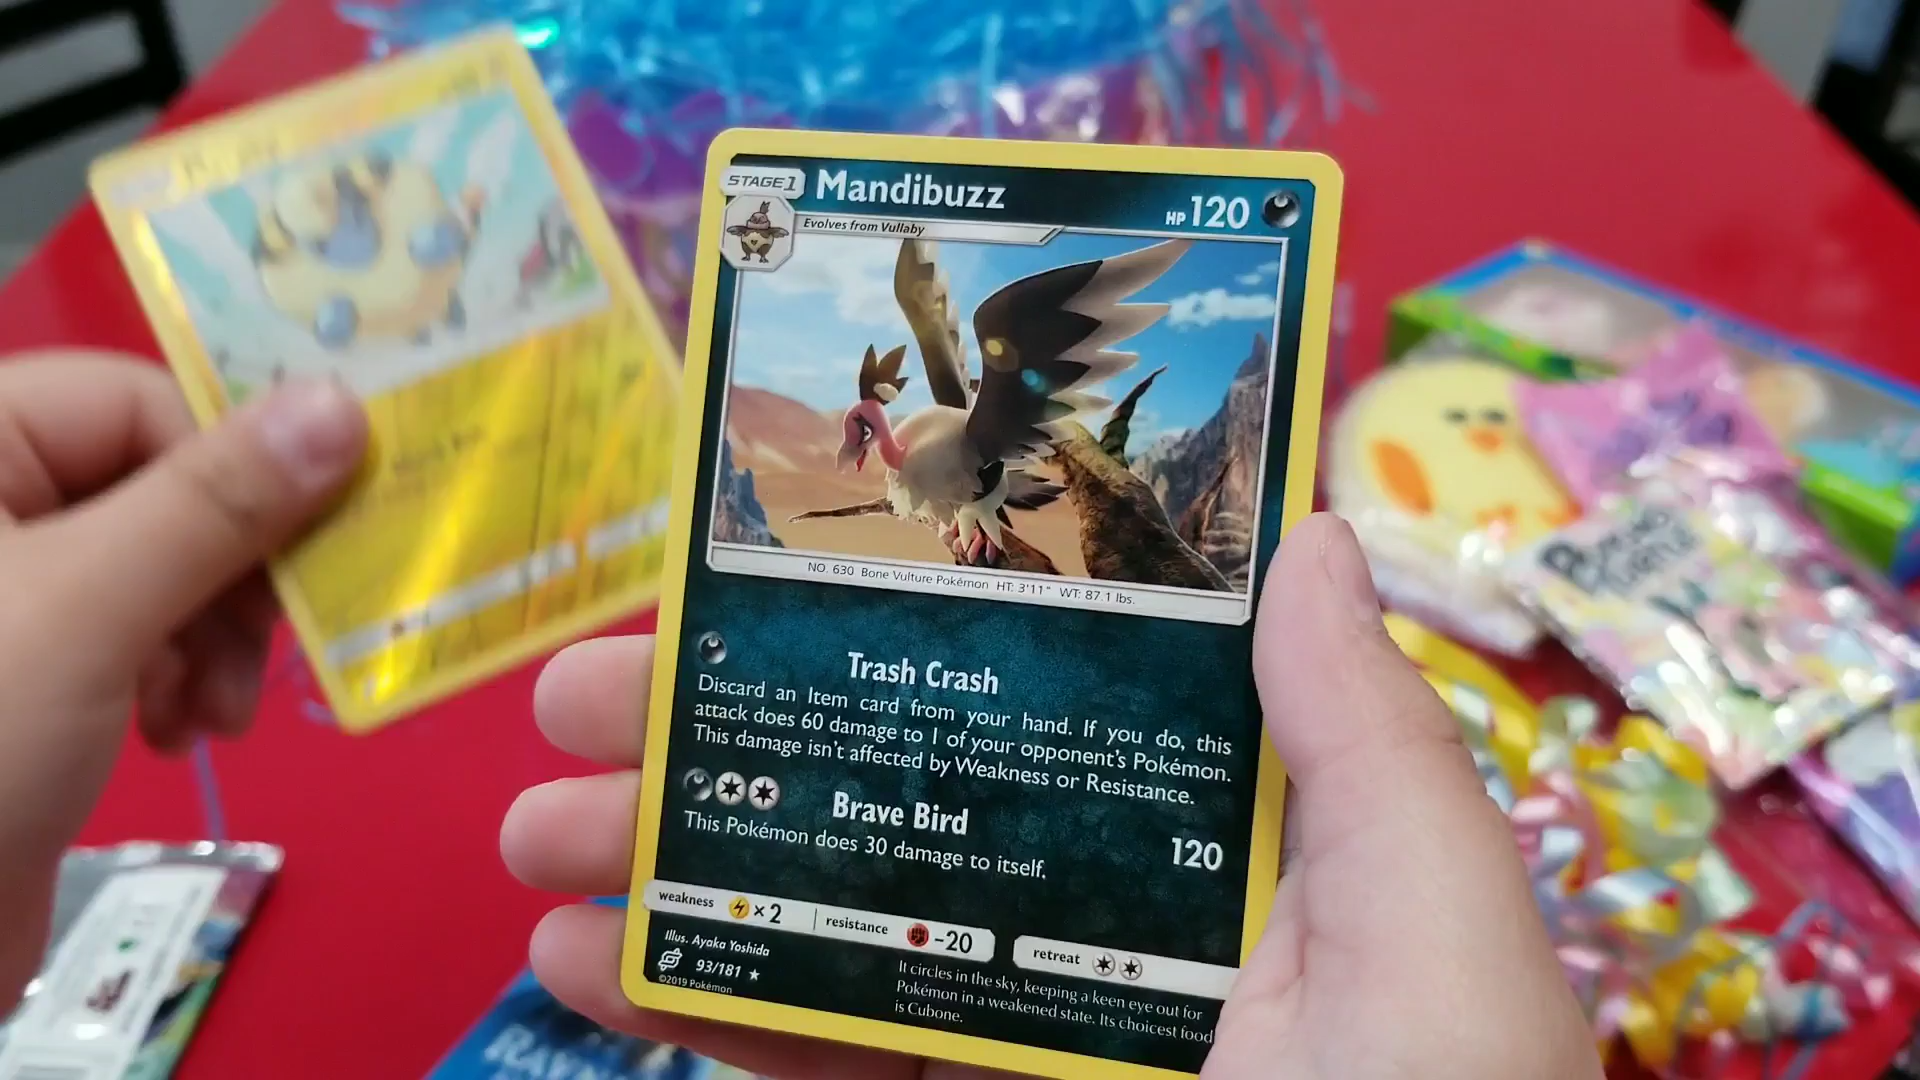 STAGE1 Mandibuzz HP 120
Evolves from Vullaby
NO. 630 Bone Vulture Pokémon HT: 3'11" WT: 87.1 lbs.
Trash Crash
Discard an Item card from your hand. If you do, this
attack does 60 damage to 1 of your opponent's Pokémon.
This damage isn't affected by Weakness or Resistance.
Brave Bird 120
This Pokémon does 30 damage to itself.
weakness ×2 resistance -20 retreat
Illus. Ayaka Yoshida
93/181 ★
©2019 Pokémon
It circles in the sky, keeping a keen eye out for
Pokémon in a weakened state. Its choicest food
is Cubone.